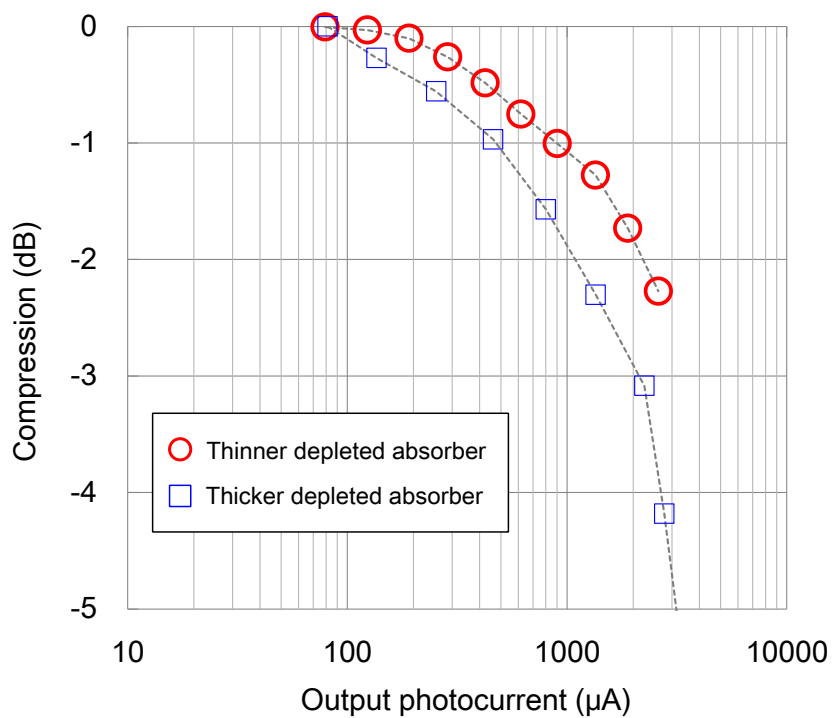 0
-1
-2
-3
-4
-5
Compression (dB)
Thinner depleted absorber
Thicker depleted absorber
10
100
1000
10000
Output photocurrent (µA)